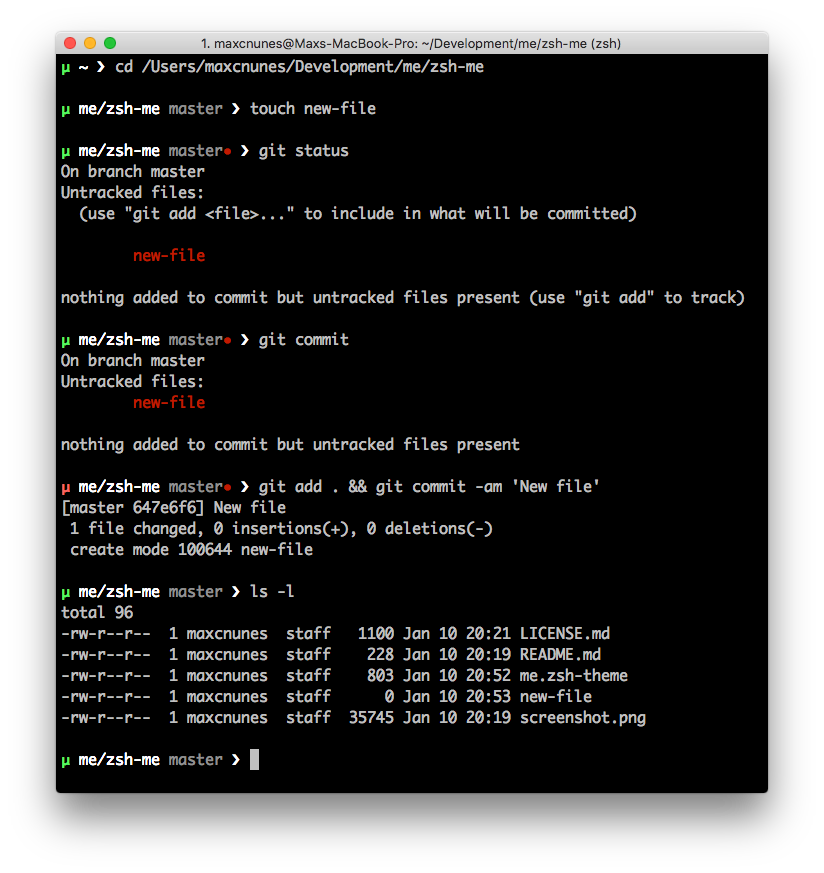 1. maxcnunes@Maxs-MacBook-Pro: ~/Development/me/zsh-me (zsh)
µ ~ ❯ cd /Users/maxcnunes/Development/me/zsh-me
µ me/zsh-me master ❯ touch new-file
µ me/zsh-me master● ❯ git status
On branch master
Untracked files:
  (use "git add <file>..." to include in what will be committed)
        new-file
nothing added to commit but untracked files present (use "git add" to track)
µ me/zsh-me master● ❯ git commit
On branch master
Untracked files:
        new-file
nothing added to commit but untracked files present
µ me/zsh-me master● ❯ git add . && git commit -am 'New file'
[master 647e6f6] New file
 1 file changed, 0 insertions(+), 0 deletions(-)
 create mode 100644 new-file
µ me/zsh-me master ❯ ls -l
total 96
-rw-r--r--  1 maxcnunes  staff   1100 Jan 10 20:21 LICENSE.md
-rw-r--r--  1 maxcnunes  staff    228 Jan 10 20:19 README.md
-rw-r--r--  1 maxcnunes  staff    803 Jan 10 20:52 me.zsh-theme
-rw-r--r--  1 maxcnunes  staff      0 Jan 10 20:53 new-file
-rw-r--r--  1 maxcnunes  staff  35745 Jan 10 20:19 screenshot.png
µ me/zsh-me master ❯